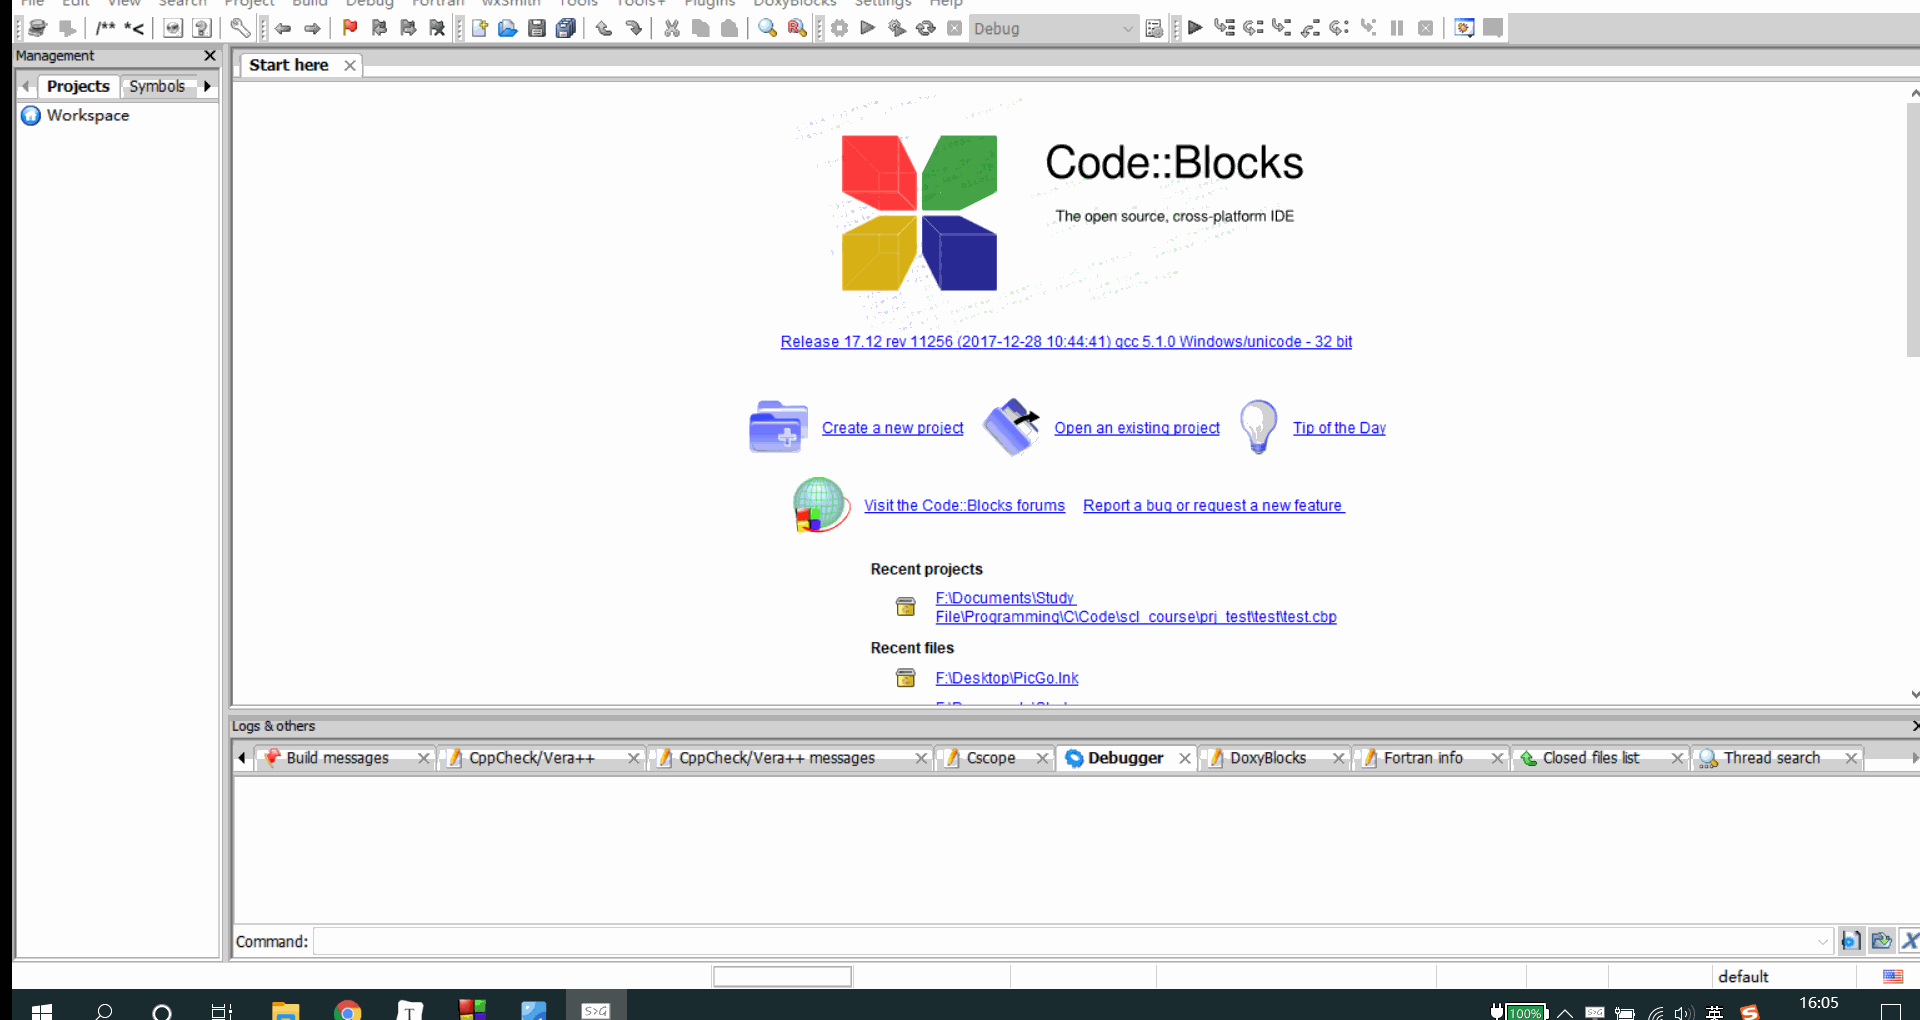 File Edit View Search Project Build Debug Fortran wxSmith Tools Tools+ Plugins DoxyBlocks Settings Help
/** *<
Debug
Management
Start here
Projects Symbols
Workspace
Code::Blocks
The open source, cross-platform IDE
Release 17.12 rev 11256 (2017-12-28 10:44:41) gcc 5.1.0 Windows/unicode - 32 bit
Create a new project
Open an existing project
Tip of the Day
Visit the Code::Blocks forums
Report a bug or request a new feature
Recent projects
F:\Documents\Study
File\Programming\C\Code\scl_course\prj_test\test\test.cbp
Recent files
F:\Desktop\PicGo.lnk
Logs & others
Build messages
CppCheck/Vera++
CppCheck/Vera++ messages
Cscope
Debugger
DoxyBlocks
Fortran info
Closed files list
Thread search
Command:
default
100%
英
16:05